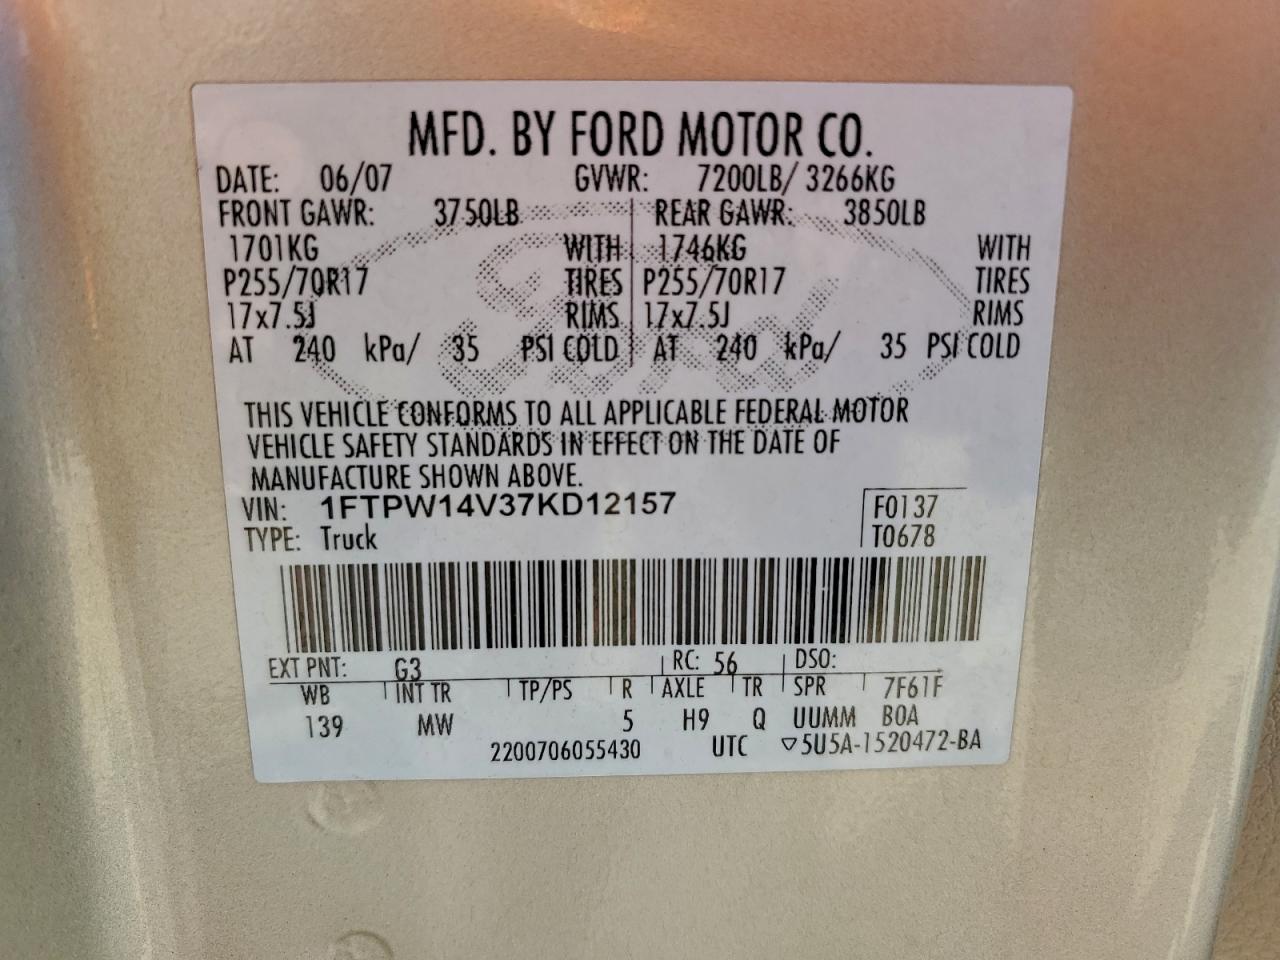 MFD. BY FORD MOTOR CO.
DATE: 06/07 GVWR: 7200LB/ 3266KG
FRONT GAWR: 3750LB REAR GAWR: 3850LB
1701KG WITH 1746KG WITH
P255/70R17 TIRES P255/70R17 TIRES
17x7.5J RIMS 17x7.5J RIMS
AT 240 kPa/ 35 PSI COLD AT 240 kPa/ 35 PSI COLD
Ford
THIS VEHICLE CONFORMS TO ALL APPLICABLE FEDERAL MOTOR
VEHICLE SAFETY STANDARDS IN EFFECT ON THE DATE OF
MANUFACTURE SHOWN ABOVE.
VIN: 1FTPW14V37KD12157 F0137
TYPE: Truck T0678
EXT PNT: G3 RC: 56 DSO:
WB INT TR TP/PS R AXLE TR SPR 7F61F
139 MW 5 H9 Q UUMM BOA
2200706055430 UTC ▽5U5A-1520472-BA